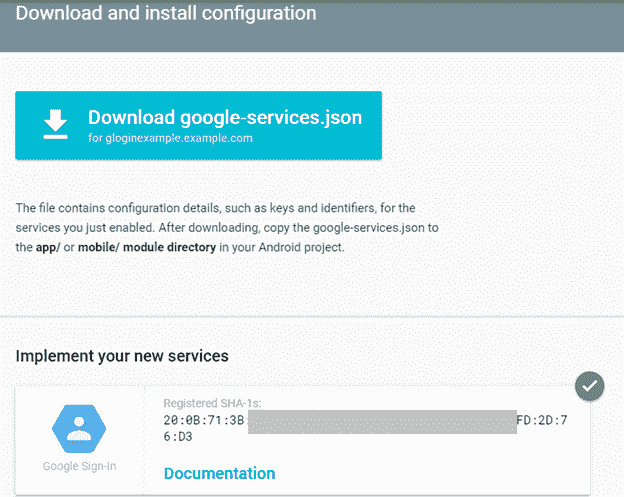 Download and install configuration
Download google-services.json
for gloginexample.example.com
The file contains configuration details, such as keys and identifiers, for the
services you just enabled. After downloading, copy the google-services.json to
the app/ or mobile/ module directory in your Android project.
Implement your new services
Registered SHA-1s:
20:0B:71:3B: FD:2D:7
6:D3
Google Sign-In
Documentation